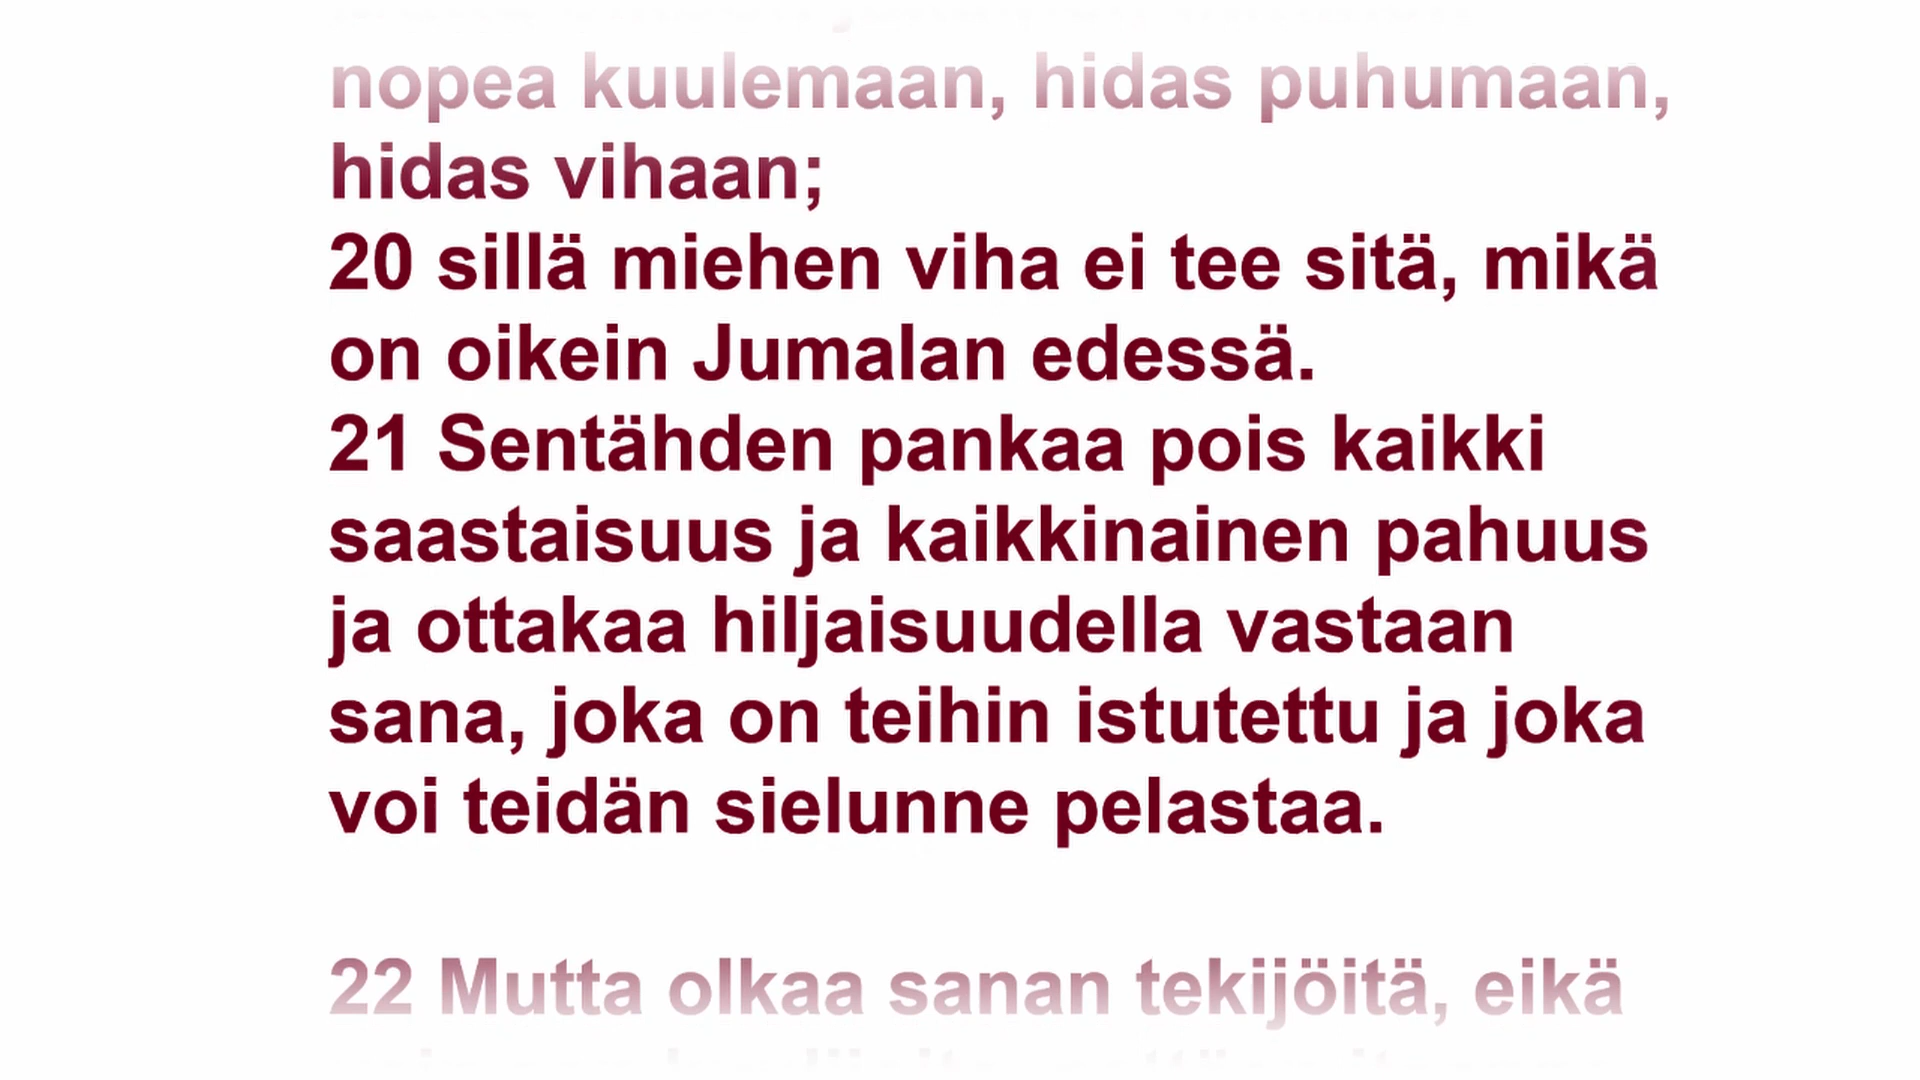 nopea kuulemaan, hidas puhumaan,
hidas vihaan;
20 sillä miehen viha ei tee sitä, mikä
on oikein Jumalan edessä.
21 Sentähden pankaa pois kaikki
saastaisuus ja kaikkinainen pahuus
ja ottakaa hiljaisuudella vastaan
sana, joka on teihin istutettu ja joka
voi teidän sielunne pelastaa.
22 Mutta olkaa sanan tekijöitä, eikä